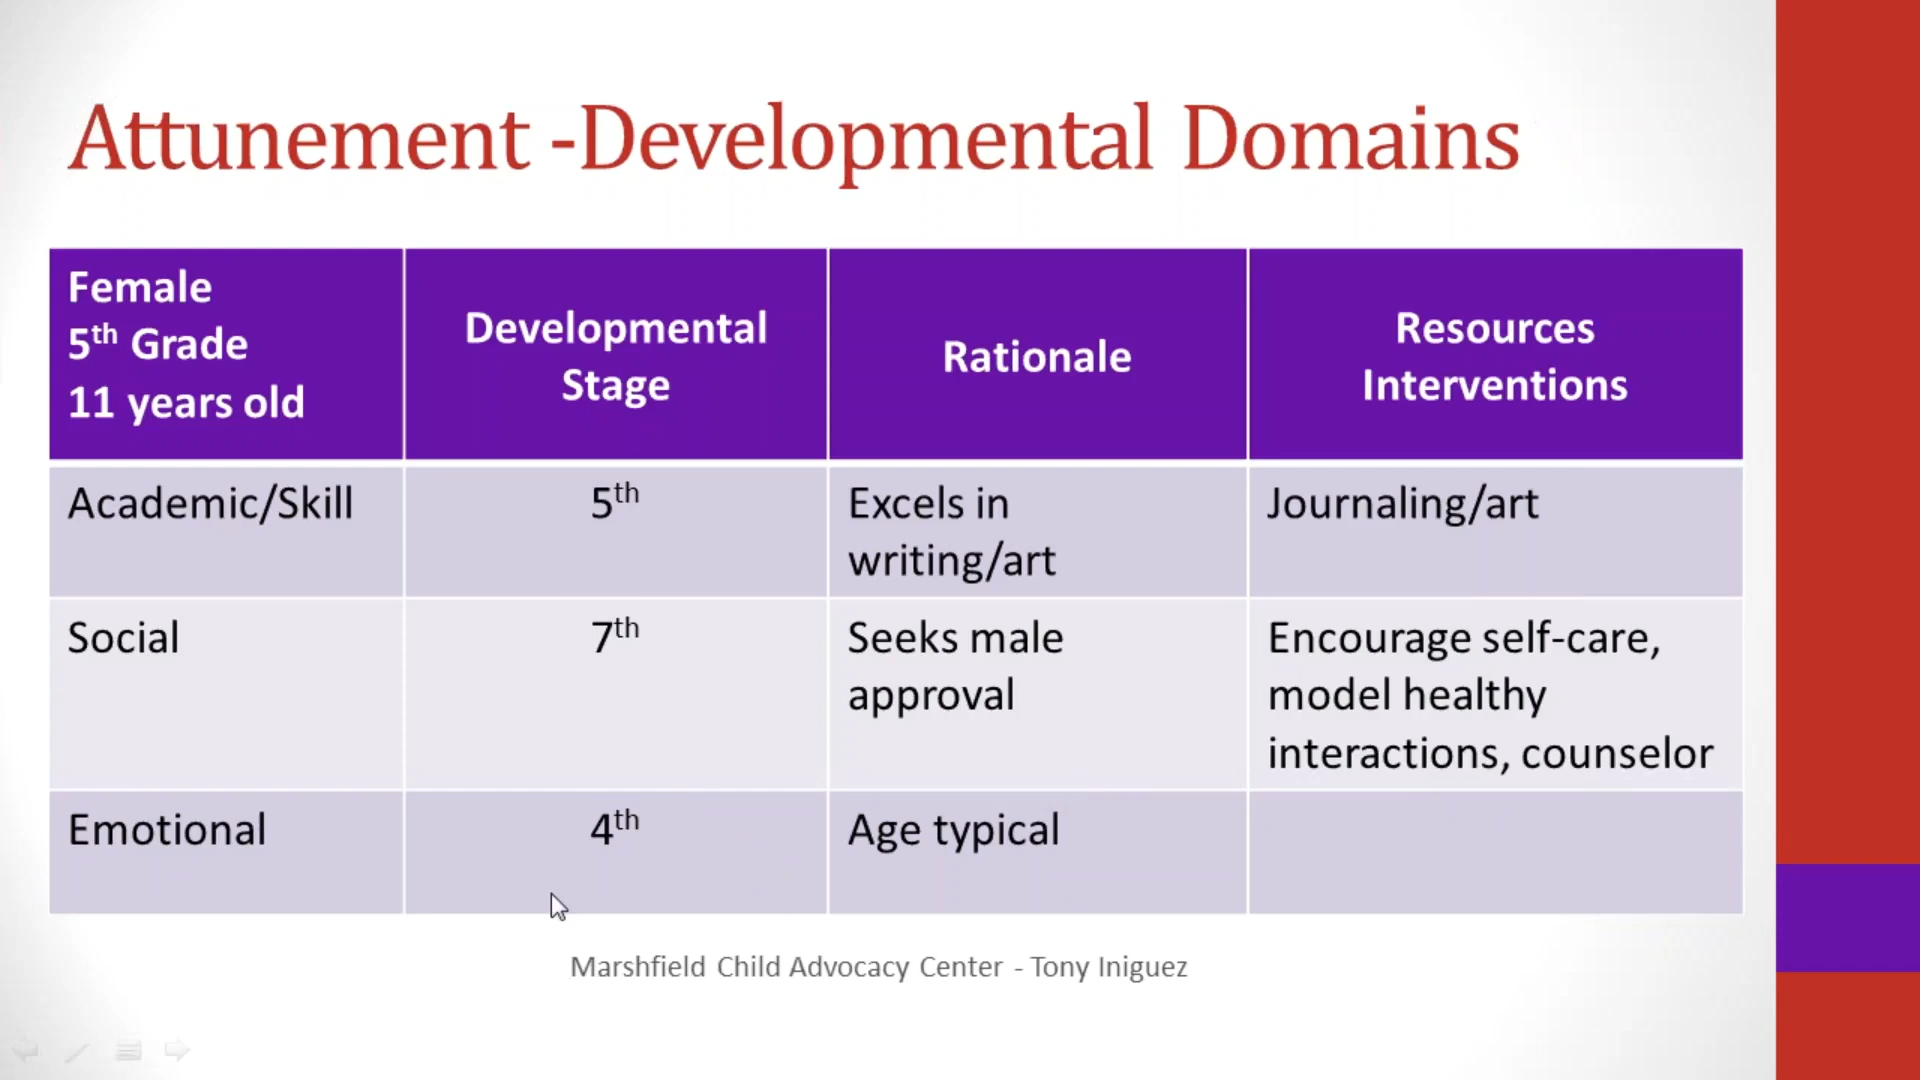 Attunement -Developmental Domains
Female
5th Grade
11 years old
Developmental
Stage
Rationale
Resources
Interventions
Academic/Skill
5th
Excels in
writing/art
Journaling/art
Social
7th
Seeks male
approval
Encourage self-care,
model healthy
interactions, counselor
Emotional
4th
Age typical
Marshfield Child Advocacy Center - Tony Iniguez